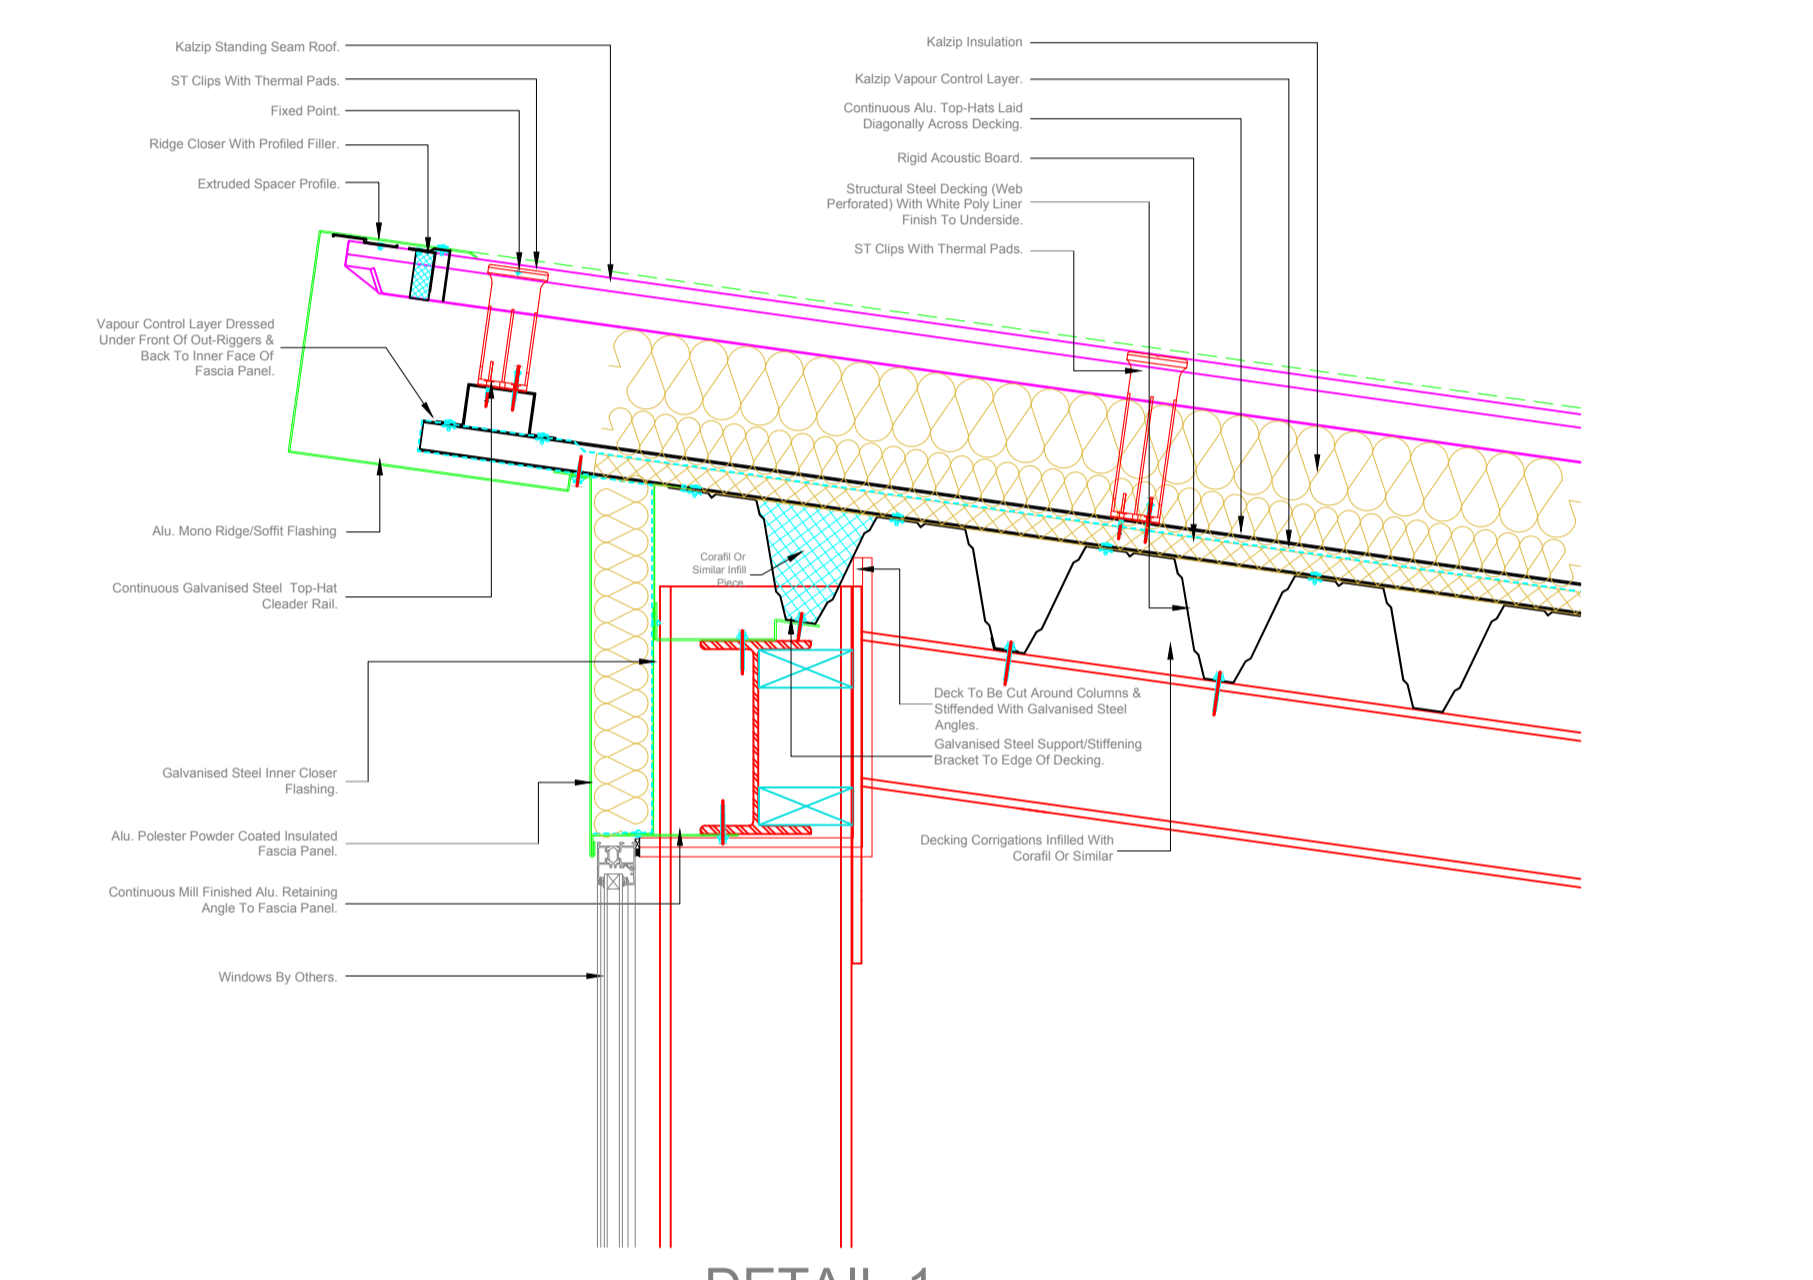 Kalzip Standing Seam Roof.
ST Clips With Thermal Pads.
Fixed Point.
Ridge Closer With Profiled Filler.
Extruded Spacer Profile.
Vapour Control Layer Dressed
Under Front Of Out-Riggers &
Back To Inner Face Of
Fascia Panel.
Alu. Mono Ridge/Soffit Flashing
Continuous Galvanised Steel  Top-Hat
Cleader Rail.
Galvanised Steel Inner Closer
Flashing.
Alu. Polester Powder Coated Insulated
Fascia Panel.
Continuous Mill Finished Alu. Retaining
Angle To Fascia Panel.
Windows By Others.
Kalzip Insulation
Kalzip Vapour Control Layer.
Continuous Alu. Top-Hats Laid
Diagonally Across Decking.
Rigid Acoustic Board.
Structural Steel Decking (Web
Perforated) With White Poly Liner
Finish To Underside.
ST Clips With Thermal Pads.
Corafil Or
Similar Infill
Piece
Deck To Be Cut Around Columns &
Stiffended With Galvanised Steel
Angles.
Galvanised Steel Support/Stiffening
Bracket To Edge Of Decking.
Decking Corrigations Infilled With
Corafil Or Similar
DETAIL 1